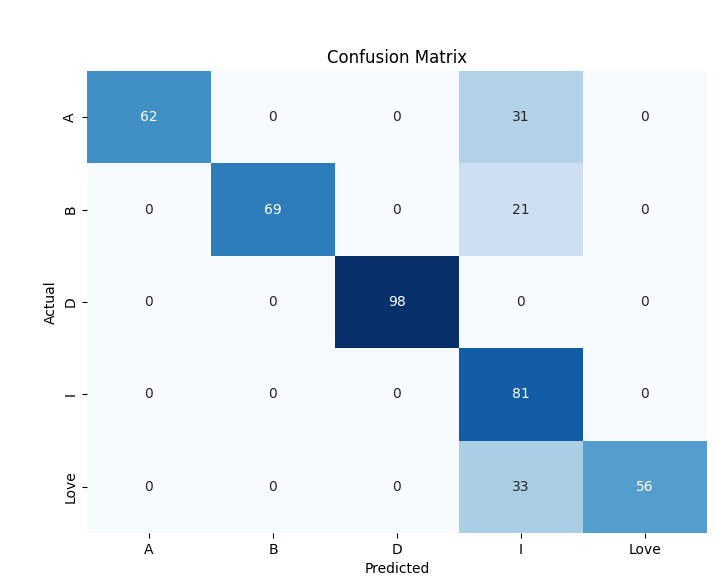 Confusion Matrix
A 62 0 0 31 0
B 0 69 0 21 0
D 0 0 98 0 0
I 0 0 0 81 0
Love 0 0 0 33 56
Actual
A B D I Love
Predicted